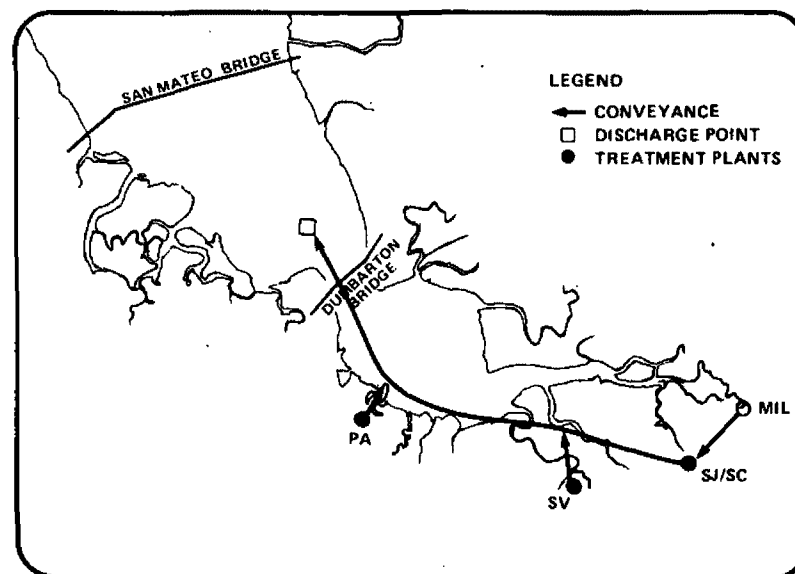 SAN MATEO BRIDGE
LEGEND
CONVEYANCE
DISCHARGE POINT
TREATMENT PLANTS
DUMBARTON
BRIDGE
MIL
PA
SJ/SC
SV